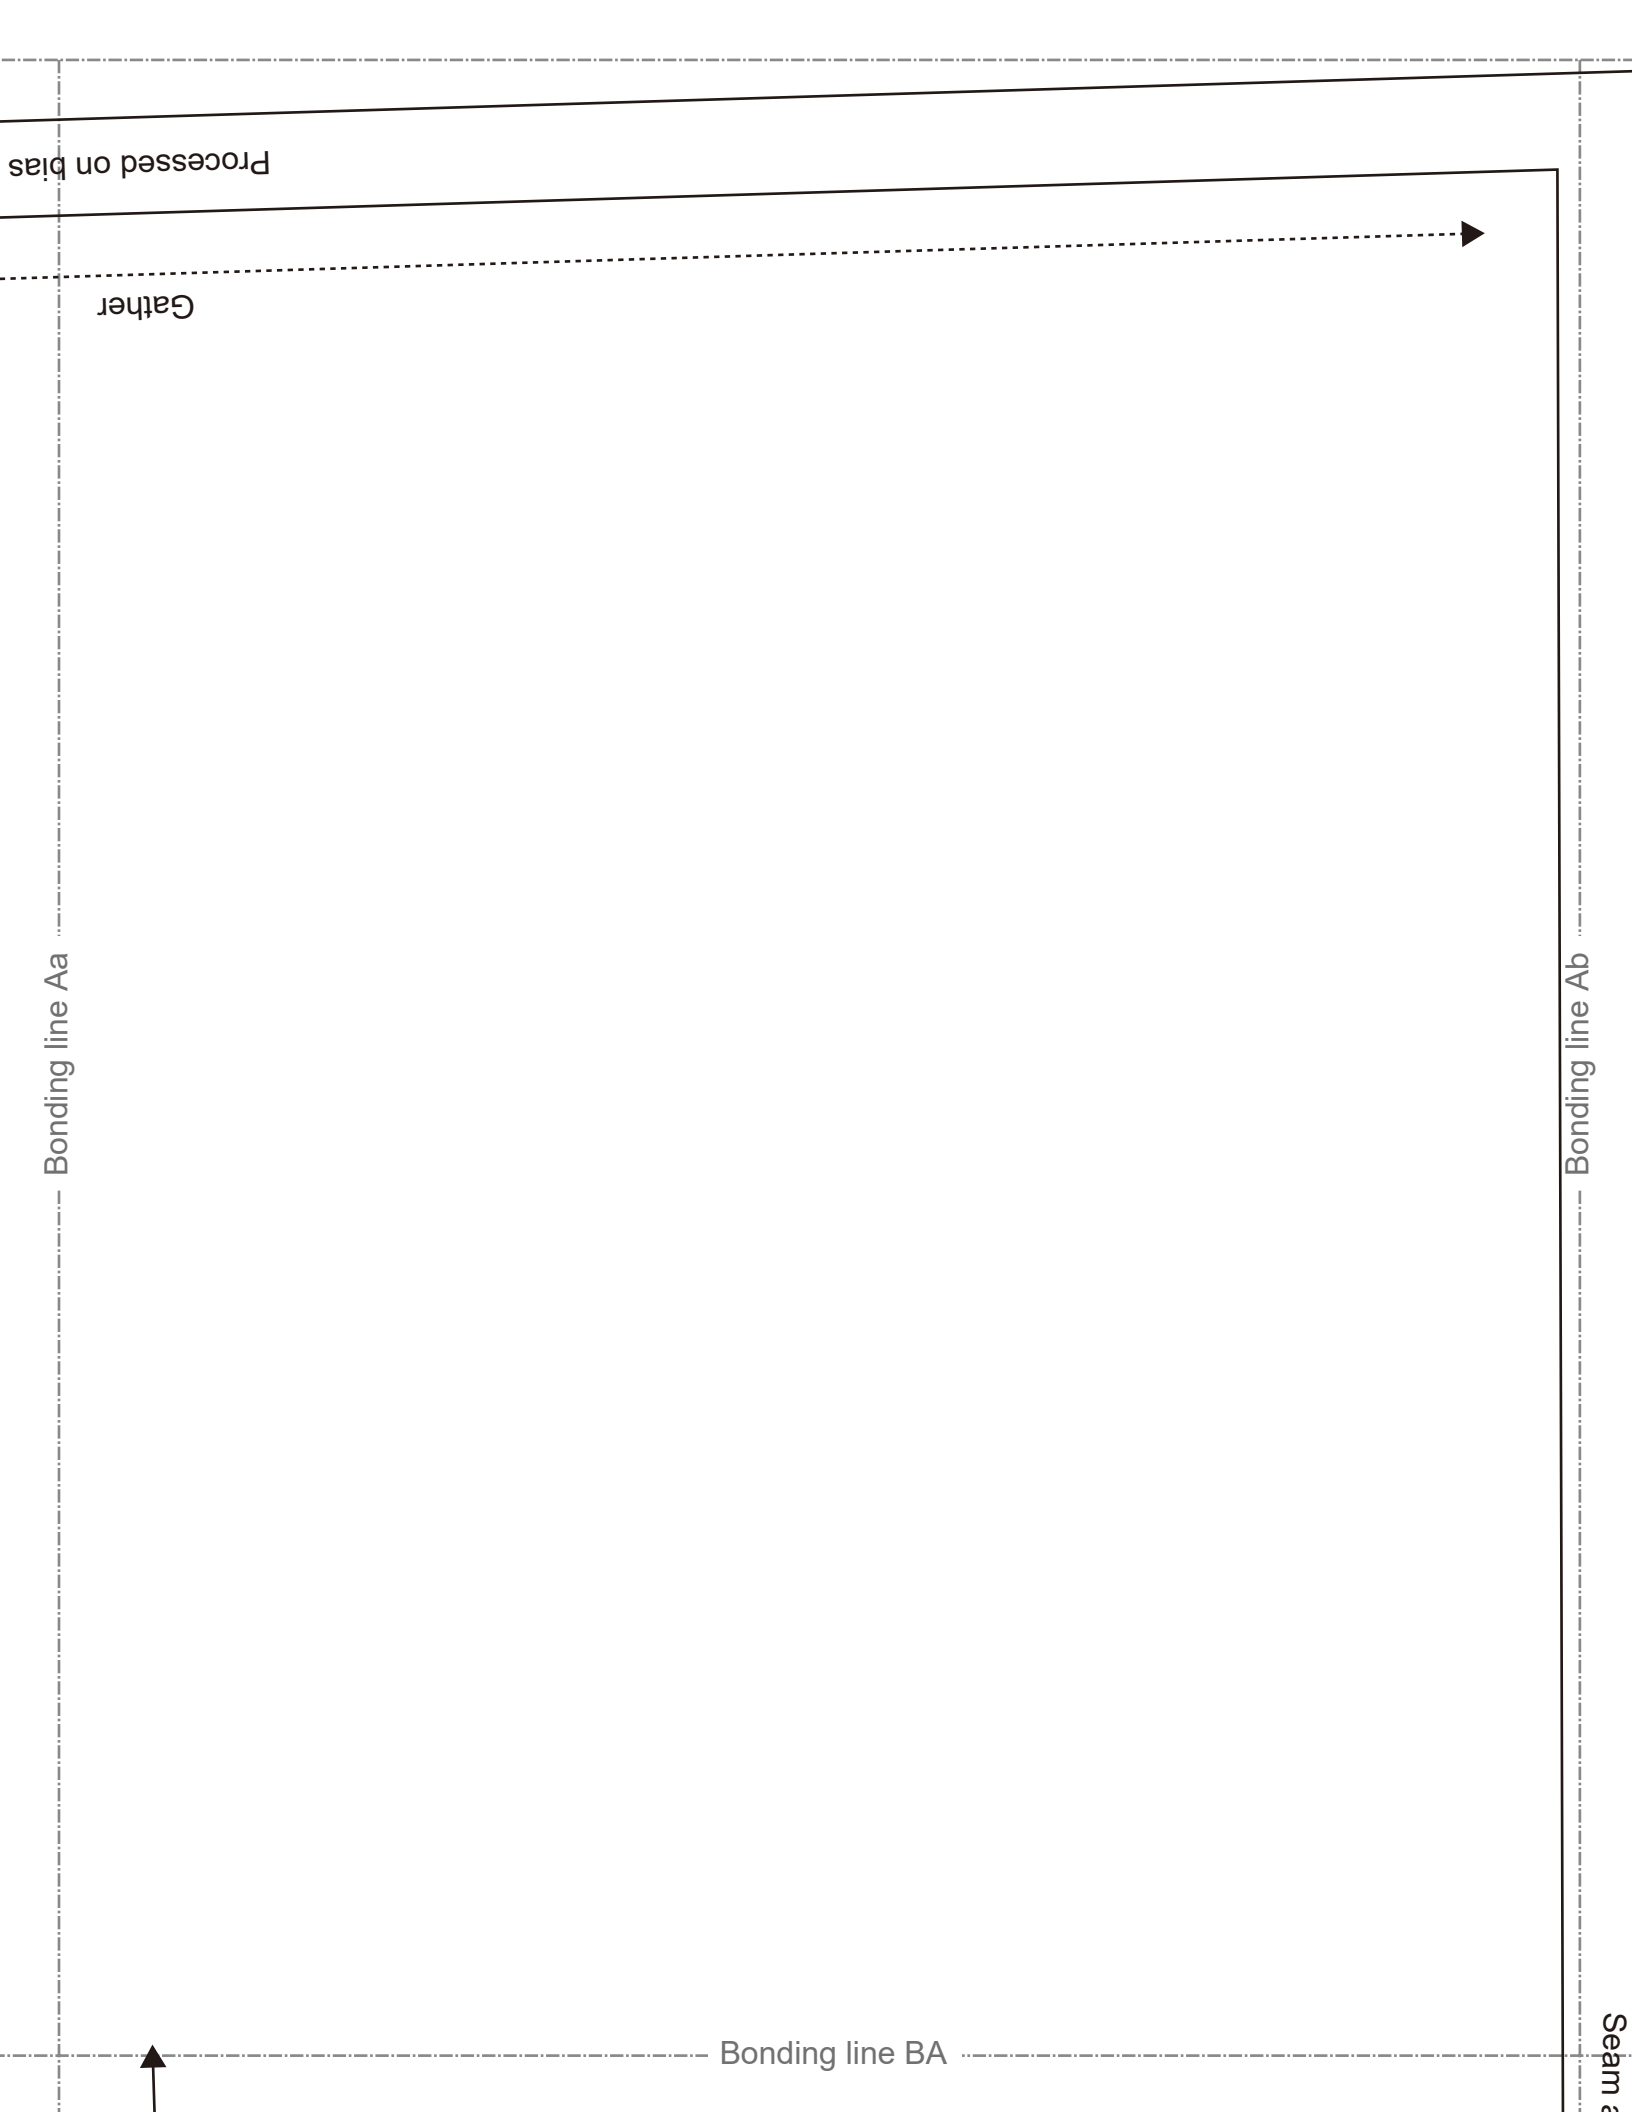 Processed on bias
Gather
Bonding line Aa
Bonding line Ab
Bonding line BA
Seam